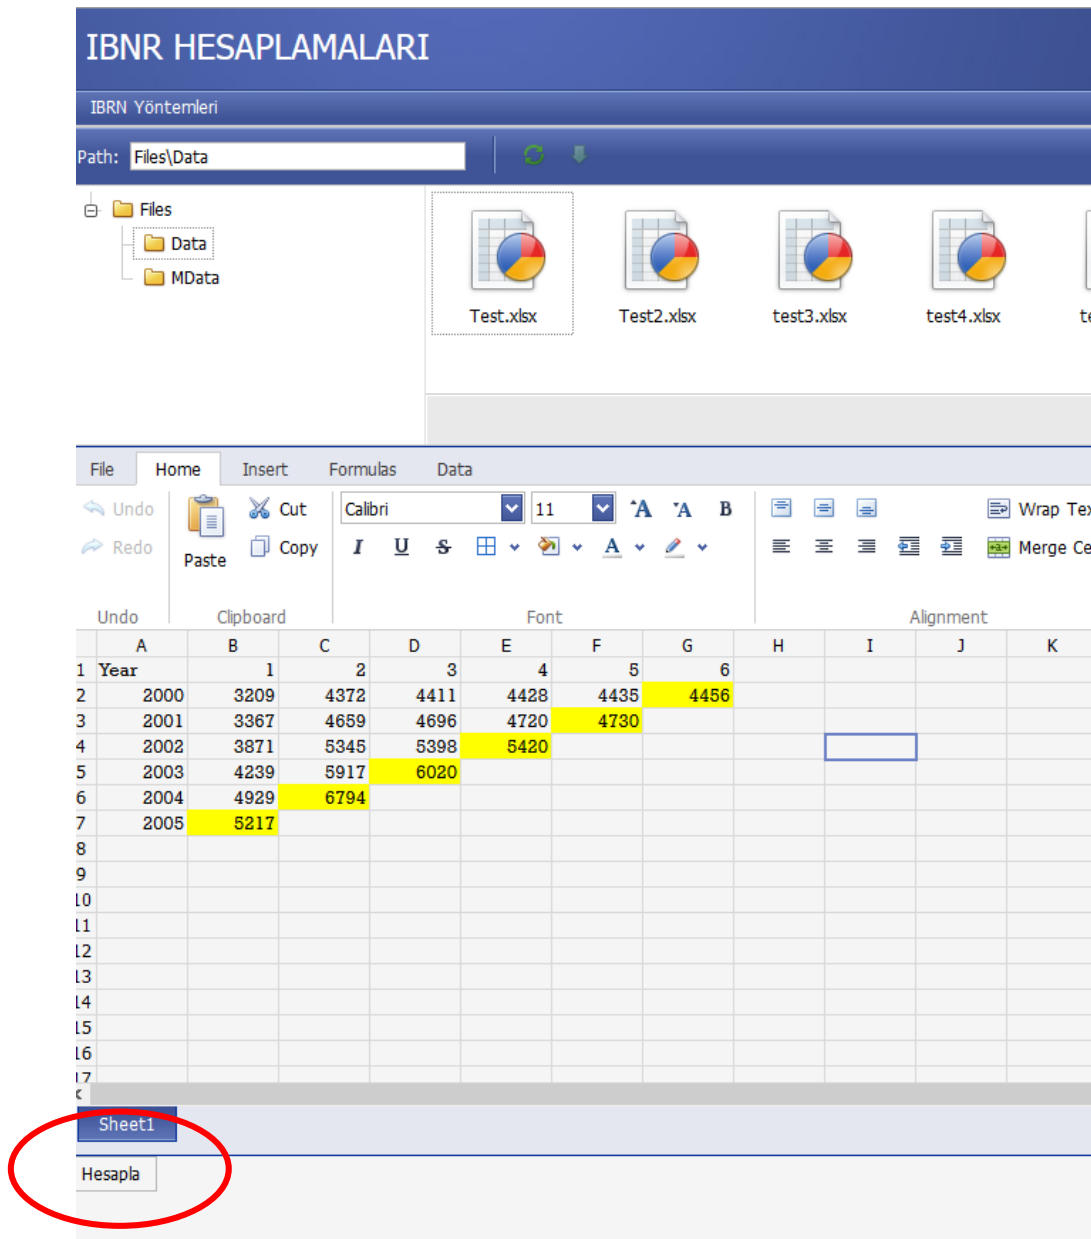 IBNR HESAPLAMALARI
IBRN Yöntemleri
Path: Files\Data
Files
Data
MData
Test.xlsx Test2.xlsx test3.xlsx test4.xlsx
File Home Insert Formulas Data
Undo Cut Calibri 11 A A B Wrap Tex
Redo Paste Copy I U S A Merge Ce
Undo Clipboard Font Alignment
A B C D E F G H I J K
1 Year 1 2 3 4 5 6
2 2000 3209 4372 4411 4428 4435 4456
3 2001 3367 4659 4696 4720 4730
4 2002 3871 5345 5398 5420
5 2003 4239 5917 6020
6 2004 4929 6794
7 2005 5217
8
9
10
11
12
13
14
15
16
17
Sheet1
Hesapla